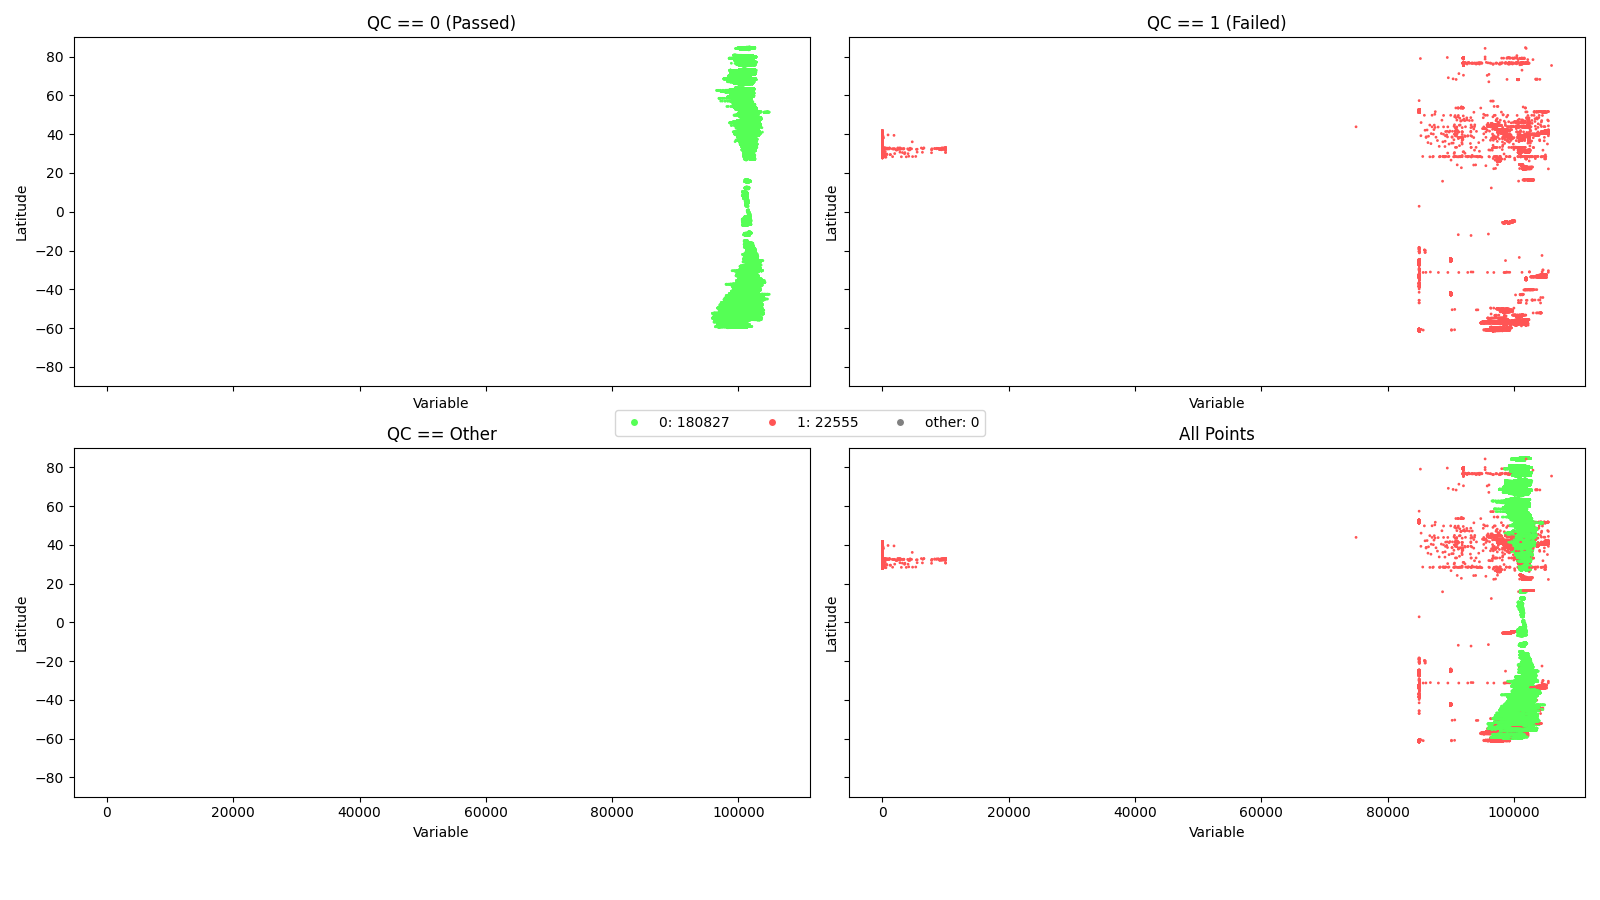 QC == 0 (Passed)
QC == 1 (Failed)
80
60
40
20
0
−20
−40
−60
−80
Latitude
Latitude
Variable
Variable
0: 180827
1: 22555
other: 0
QC == Other
All Points
80
60
40
20
0
−20
−40
−60
−80
Latitude
Latitude
0
20000
40000
60000
80000
100000
0
20000
40000
60000
80000
100000
Variable
Variable